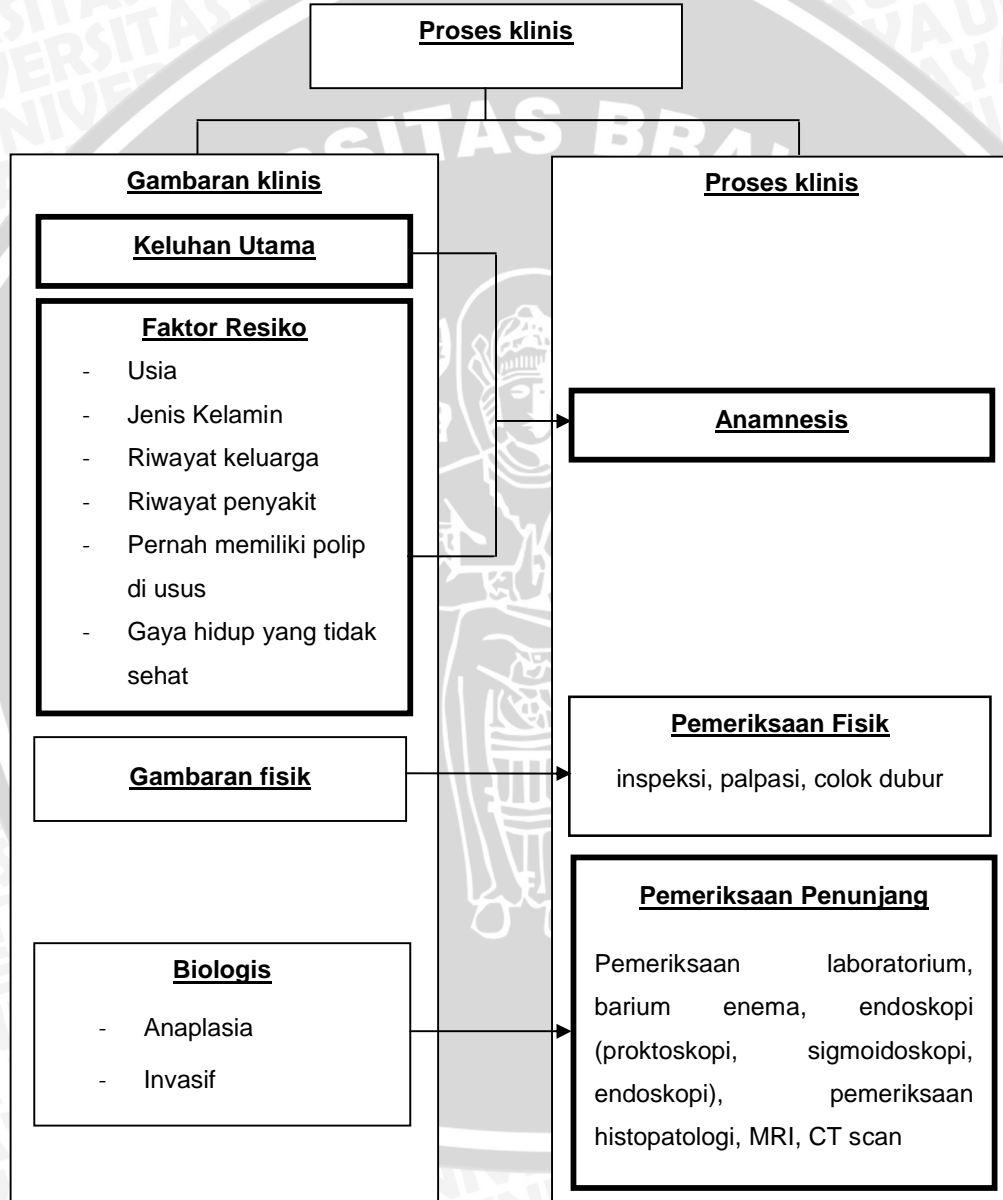 Proses klinis
Gambaran klinis
Keluhan Utama
Faktor Resiko
- Usia
- Jenis Kelamin
- Riwayat keluarga
- Riwayat penyakit
- Pernah memiliki polip
di usus
- Gaya hidup yang tidak
sehat
Gambaran fisik
Biologis
- Anaplasia
- Invasif
Proses klinis
Anamnesis
Pemeriksaan Fisik
inspeksi, palpasi, colok dubur
Pemeriksaan Penunjang
Pemeriksaan laboratorium,
barium enema, endoskopi
(proktoskopi, sigmoidoskopi,
endoskopi), pemeriksaan
histopatologi, MRI, CT scan